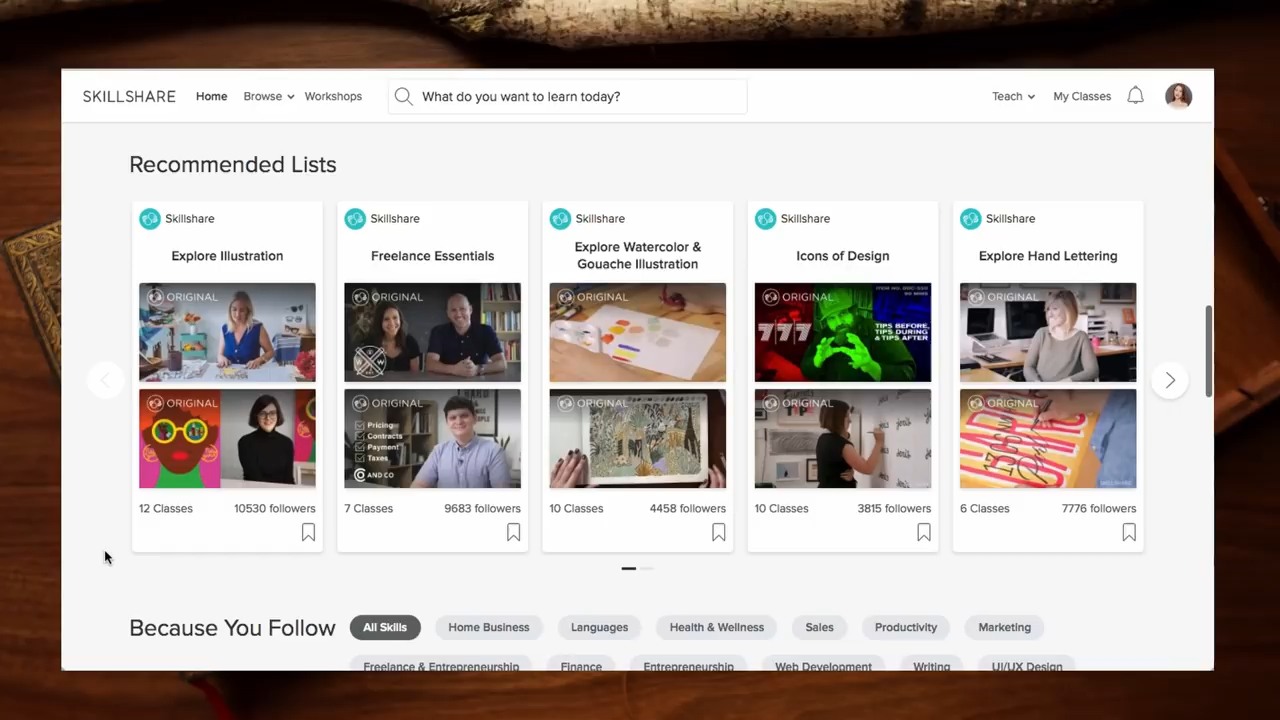 SKILLSHARE Home Browse Workshops What do you want to learn today? Teach My Classes
Recommended Lists
Skillshare
Explore Illustration
ORIGINAL
ORIGINAL
12 Classes 10530 followers
Skillshare
Freelance Essentials
ORIGINAL
ORIGINAL
Pricing
Contracts
Payment
Taxes
AND CO
7 Classes 9683 followers
Skillshare
Explore Watercolor &
Gouache Illustration
ORIGINAL
ORIGINAL
10 Classes 4458 followers
Skillshare
Icons of Design
ORIGINAL
777
TIPS BEFORE,
TIPS DURING
& TIPS AFTER
ORIGINAL
10 Classes 3815 followers
Skillshare
Explore Hand Lettering
ORIGINAL
ORIGINAL
SKILLSHARE
6 Classes 7776 followers
Because You Follow All Skills Home Business Languages Health & Wellness Sales Productivity Marketing
Freelance & Entrepreneurship Finance Entrepreneurship Web Development Writing UI/UX Design